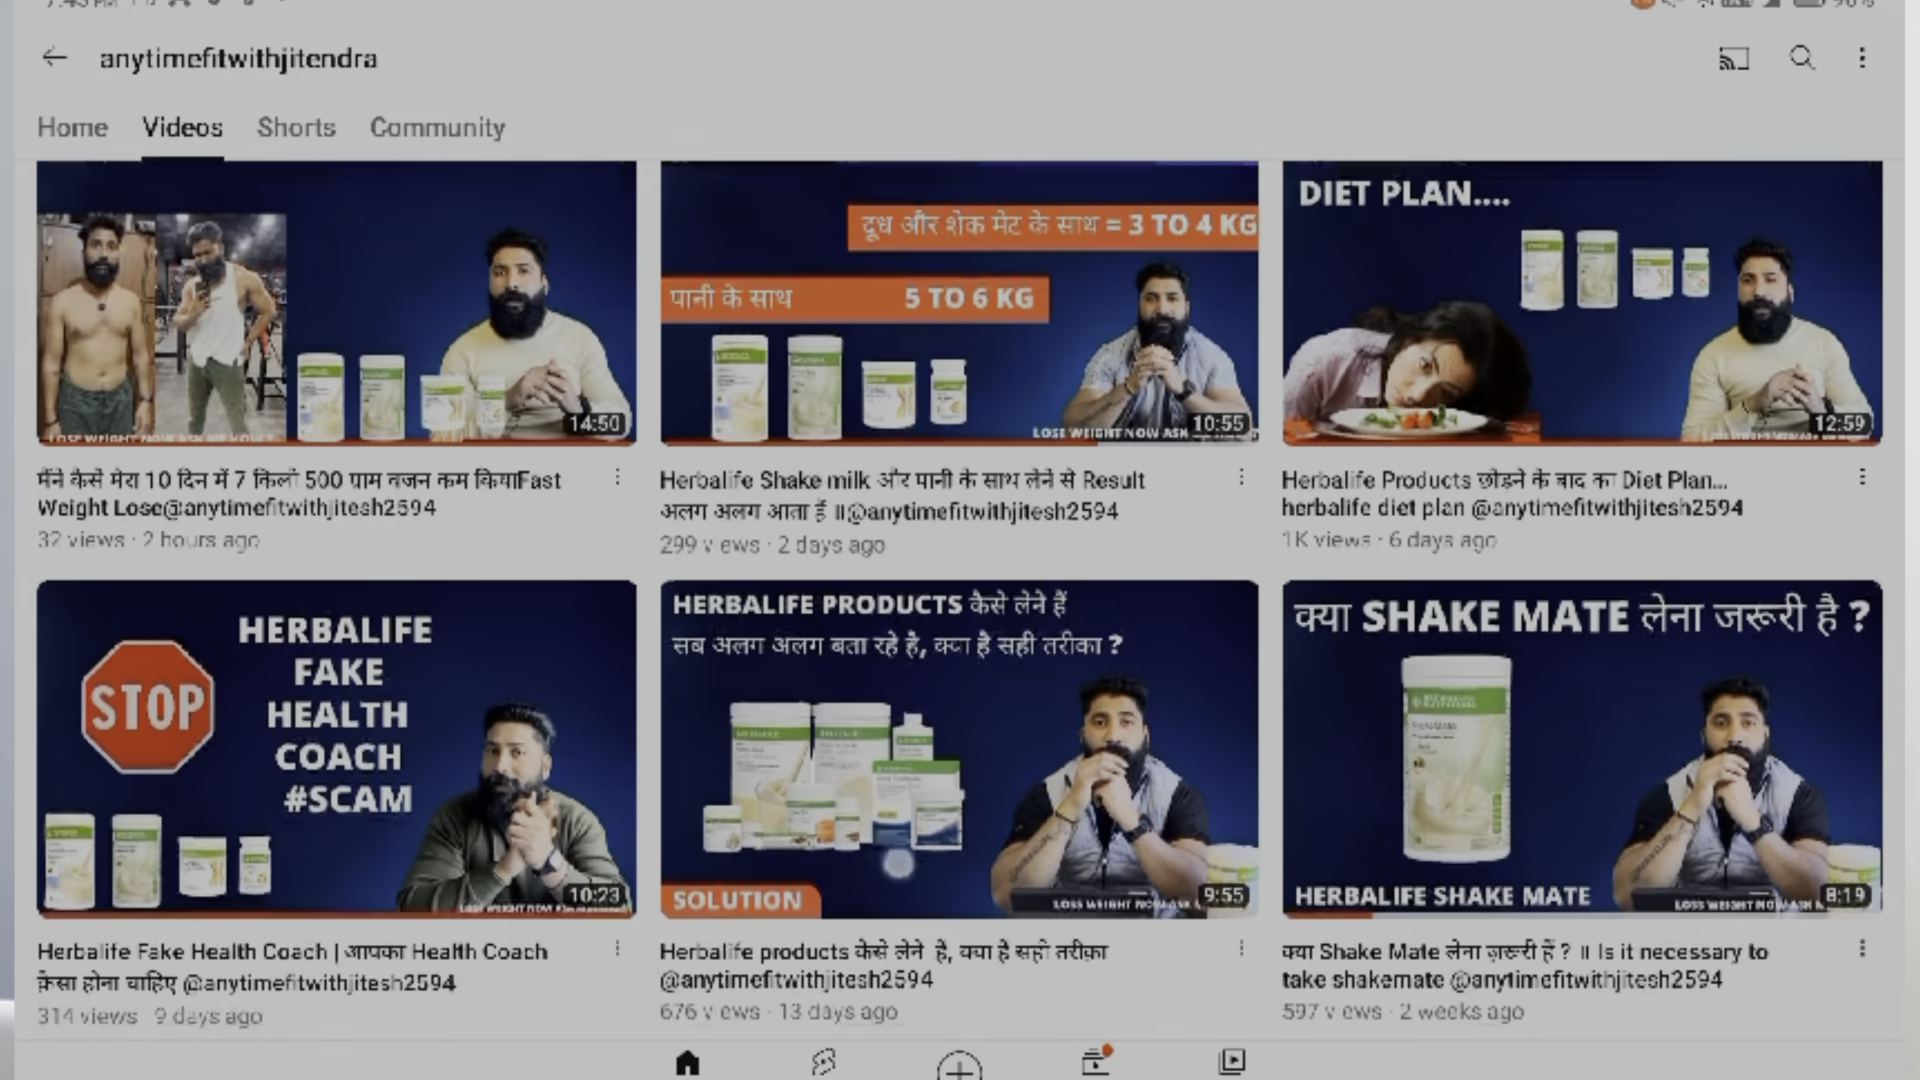 anytimefitwithjitendra
Home Videos Shorts Community
14:50
दूध और शेक मेट के साथ = 3 TO 4 KG
पानी के साथ 5 TO 6 KG
LOSE WEIGHT NOW ASK
10:55
DIET PLAN....
12:59
मैंने कैसे मेरा 10 दिन में 7 किलो 500 ग्राम वजन कम कियाFast
Weight Lose@anytimefitwithjitesh2594
32 views · 2 hours ago
Herbalife Shake milk और पानी के साथ लेने से Result
अलग अलग आता हैं ॥@anytimefitwithjitesh2594
299 views · 2 days ago
Herbalife Products छोड़ने के बाद का Diet Plan...
herbalife diet plan @anytimefitwithjitesh2594
1K views · 6 days ago
STOP
HERBALIFE
FAKE
HEALTH
COACH
#SCAM
10:23
HERBALIFE PRODUCTS कैसे लेने हैं
सब अलग अलग बता रहे है, क्या है सही तरीका ?
SOLUTION
9:55
क्या SHAKE MATE लेना जरूरी है ?
HERBALIFE SHAKE MATE
8:19
Herbalife Fake Health Coach | आपका Health Coach
कैसा होना चाहिए @anytimefitwithjitesh2594
314 views · 9 days ago
Herbalife products कैसे लेने है, क्या है सही तरीक़ा
@anytimefitwithjitesh2594
676 views · 13 days ago
क्या Shake Mate लेना ज़रूरी हैं ? ॥ Is it necessary to
take shakemate @anytimefitwithjitesh2594
597 views · 2 weeks ago